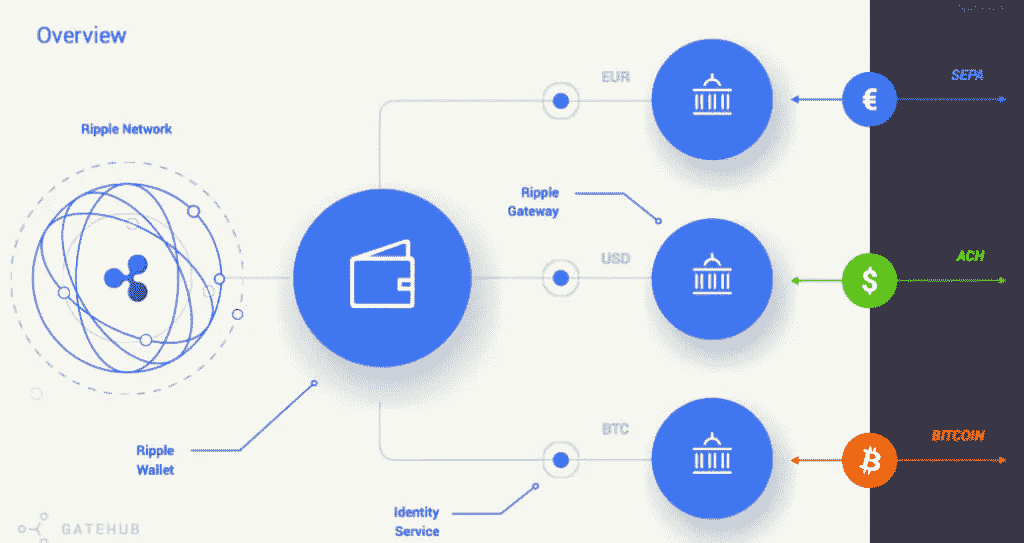 Overview
Ripple Network
EUR
€
SEPA
Ripple
Gateway
USD
$
ACH
BTC
BITCOIN
Ripple
Wallet
Identity
Service
GATEHUB